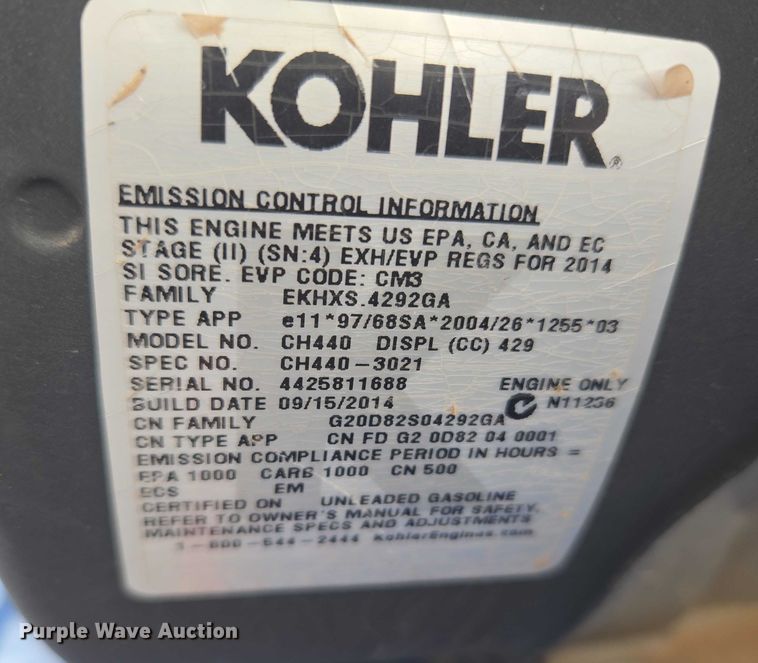 KOHLER®
EMISSION CONTROL INFORMATION
THIS ENGINE MEETS US EPA, CA, AND EC
STAGE (II) (SN:4) EXH/EVP REGS FOR 2014
SI SORE. EVP CODE: CM3
FAMILY EKHXS.4292GA
TYPE APP e11*97/68SA*2004/26*1255*03
MODEL NO. CH440 DISPL (CC) 429
SPEC NO. CH440-3021
SERIAL NO. 4425811688 ENGINE ONLY
BUILD DATE 09/15/2014 N11236
CN FAMILY G20D82S04292GA
CN TYPE APP CN FD G2 0D82 04 0001
EMISSION COMPLIANCE PERIOD IN HOURS =
EPA 1000 CARB 1000 CN 500
ECS EM
CERTIFIED ON UNLEADED GASOLINE
REFER TO OWNER'S MANUAL FOR SAFETY,
MAINTENANCE SPECS AND ADJUSTMENTS
1-800-544-2444 KohlerEngines.com
Purple Wave Auction